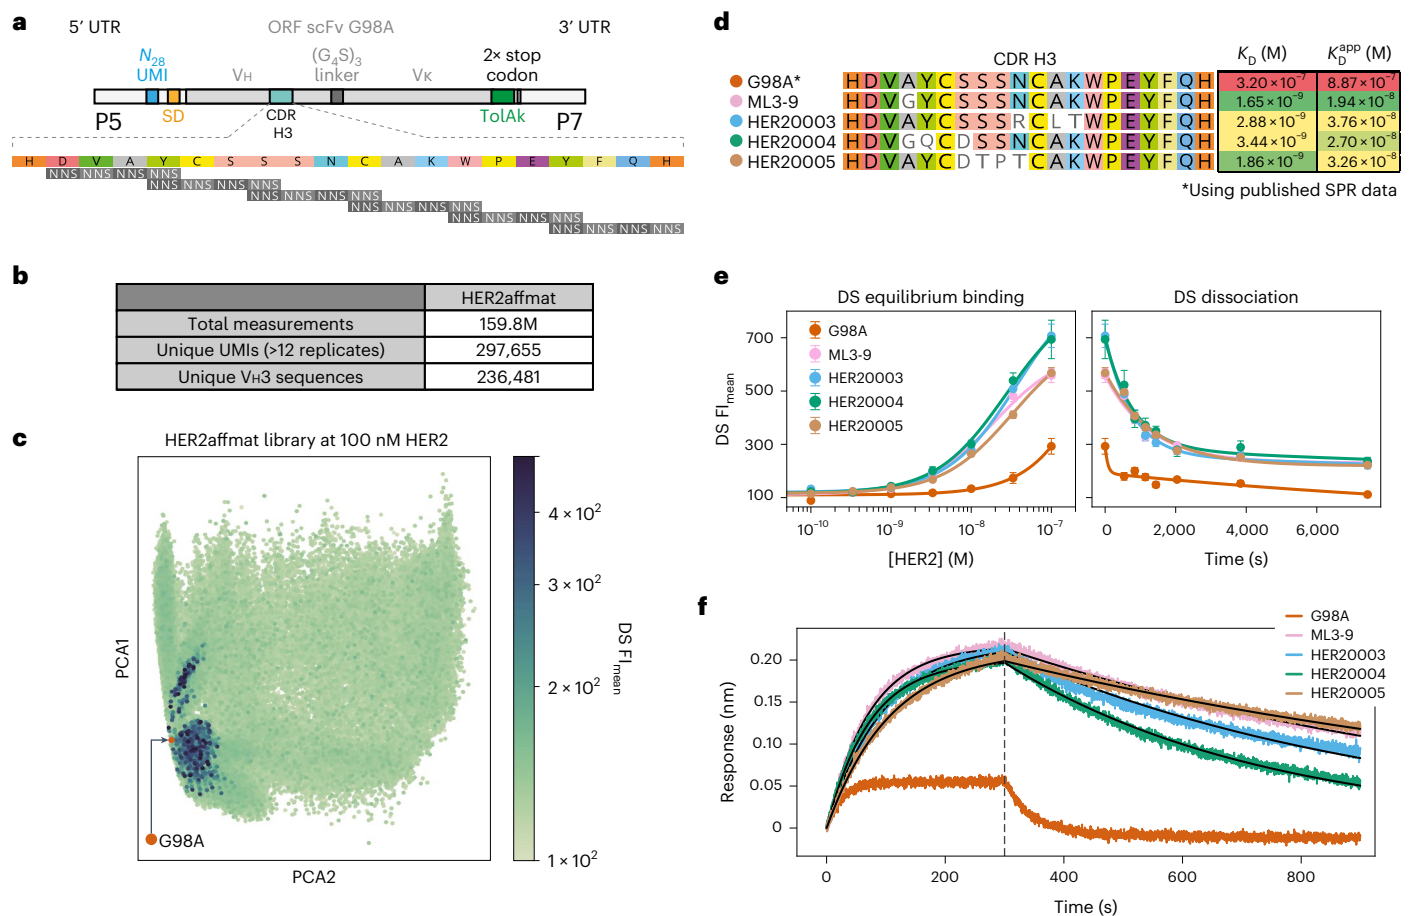 a
5′ UTR
ORF scFv G98A
3′ UTR
N28
UMI
VH
(G4S)3
linker
Vκ
2× stop
codon
P5
SD
CDR
H3
TolAk
P7
H D V A Y C S S S N C A K W P E Y F Q H
NNS NNS NNS NNS
NNS NNS NNS NNS
NNS NNS NNS NNS
NNS NNS NNS NNS
NNS NNS NNS NNS
NNS NNS NNS NNS
b
HER2affmat
Total measurements 159.8M
Unique UMIs (>12 replicates) 297,655
Unique VH3 sequences 236,481
c
HER2affmat library at 100 nM HER2
PCA1
PCA2
G98A
4 × 10²
3 × 10²
2 × 10²
1 × 10²
DS FImean
d
CDR H3
KD (M) KDapp (M)
G98A* H D V A Y C S S S N C A K W P E Y F Q H 3.20 × 10⁻⁷ 8.87 × 10⁻⁷
ML3-9 H D V G Y C S S S N C A K W P E Y F Q H 1.65 × 10⁻⁹ 1.94 × 10⁻⁸
HER20003 H D V A Y C S S S R C L T W P E Y F Q H 2.88 × 10⁻⁹ 3.76 × 10⁻⁸
HER20004 H D V G Q C D S S N C A K W P E Y F Q H 3.44 × 10⁻⁹ 2.70 × 10⁻⁸
HER20005 H D V A Y C D T P T C A K W P E Y F Q H 1.86 × 10⁻⁹ 3.26 × 10⁻⁸
*Using published SPR data
e
DS equilibrium binding
DS dissociation
DS FImean
700
500
300
100
G98A
ML3-9
HER20003
HER20004
HER20005
10⁻¹⁰ 10⁻⁹ 10⁻⁸ 10⁻⁷
[HER2] (M)
0 2,000 4,000 6,000
Time (s)
f
G98A
ML3-9
HER20003
HER20004
HER20005
Response (nm)
0.20
0.15
0.10
0.05
0
0 200 400 600 800
Time (s)